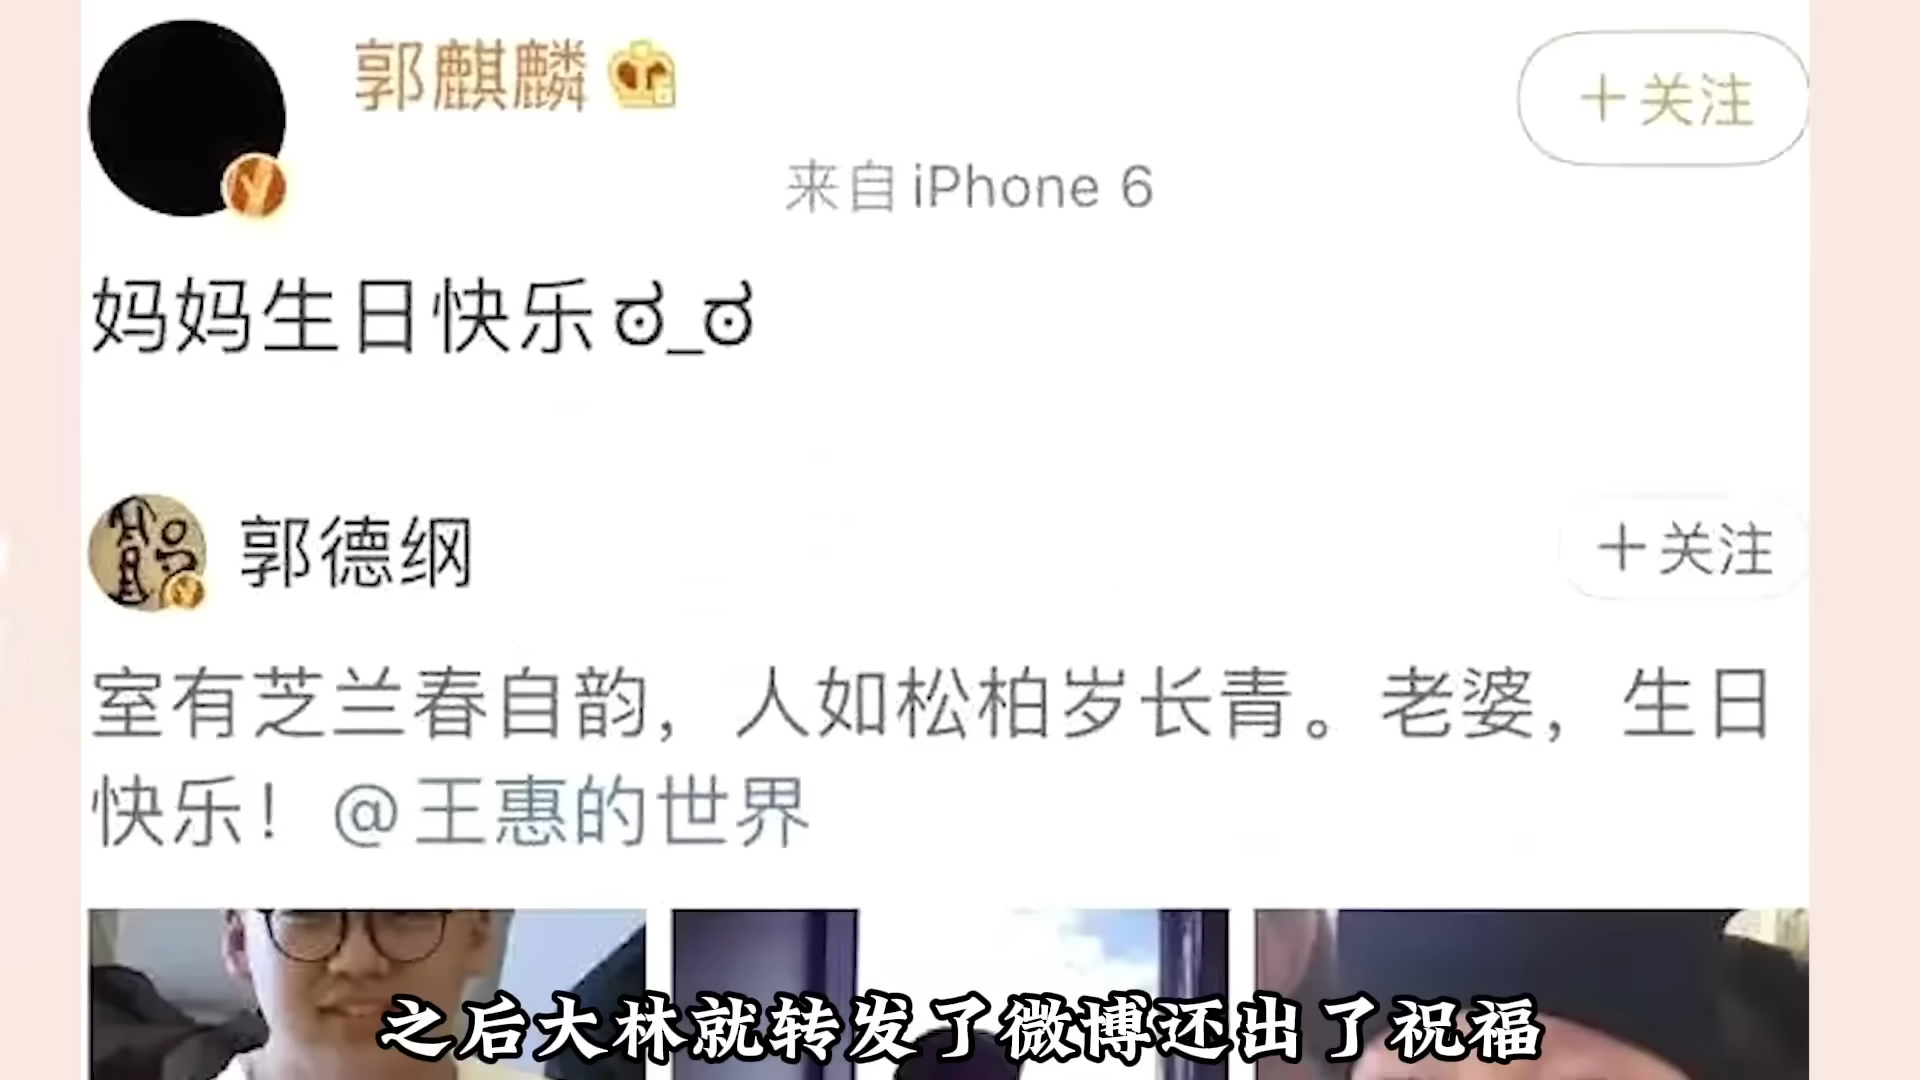 郭麒麟
+关注
来自 iPhone 6
妈妈生日快乐ಠ_ಠ
郭德纲
+关注
室有芝兰春自韵，人如松柏岁长青。老婆，生日
快乐！@王惠的世界
之后大林就转发了微博还出了祝福